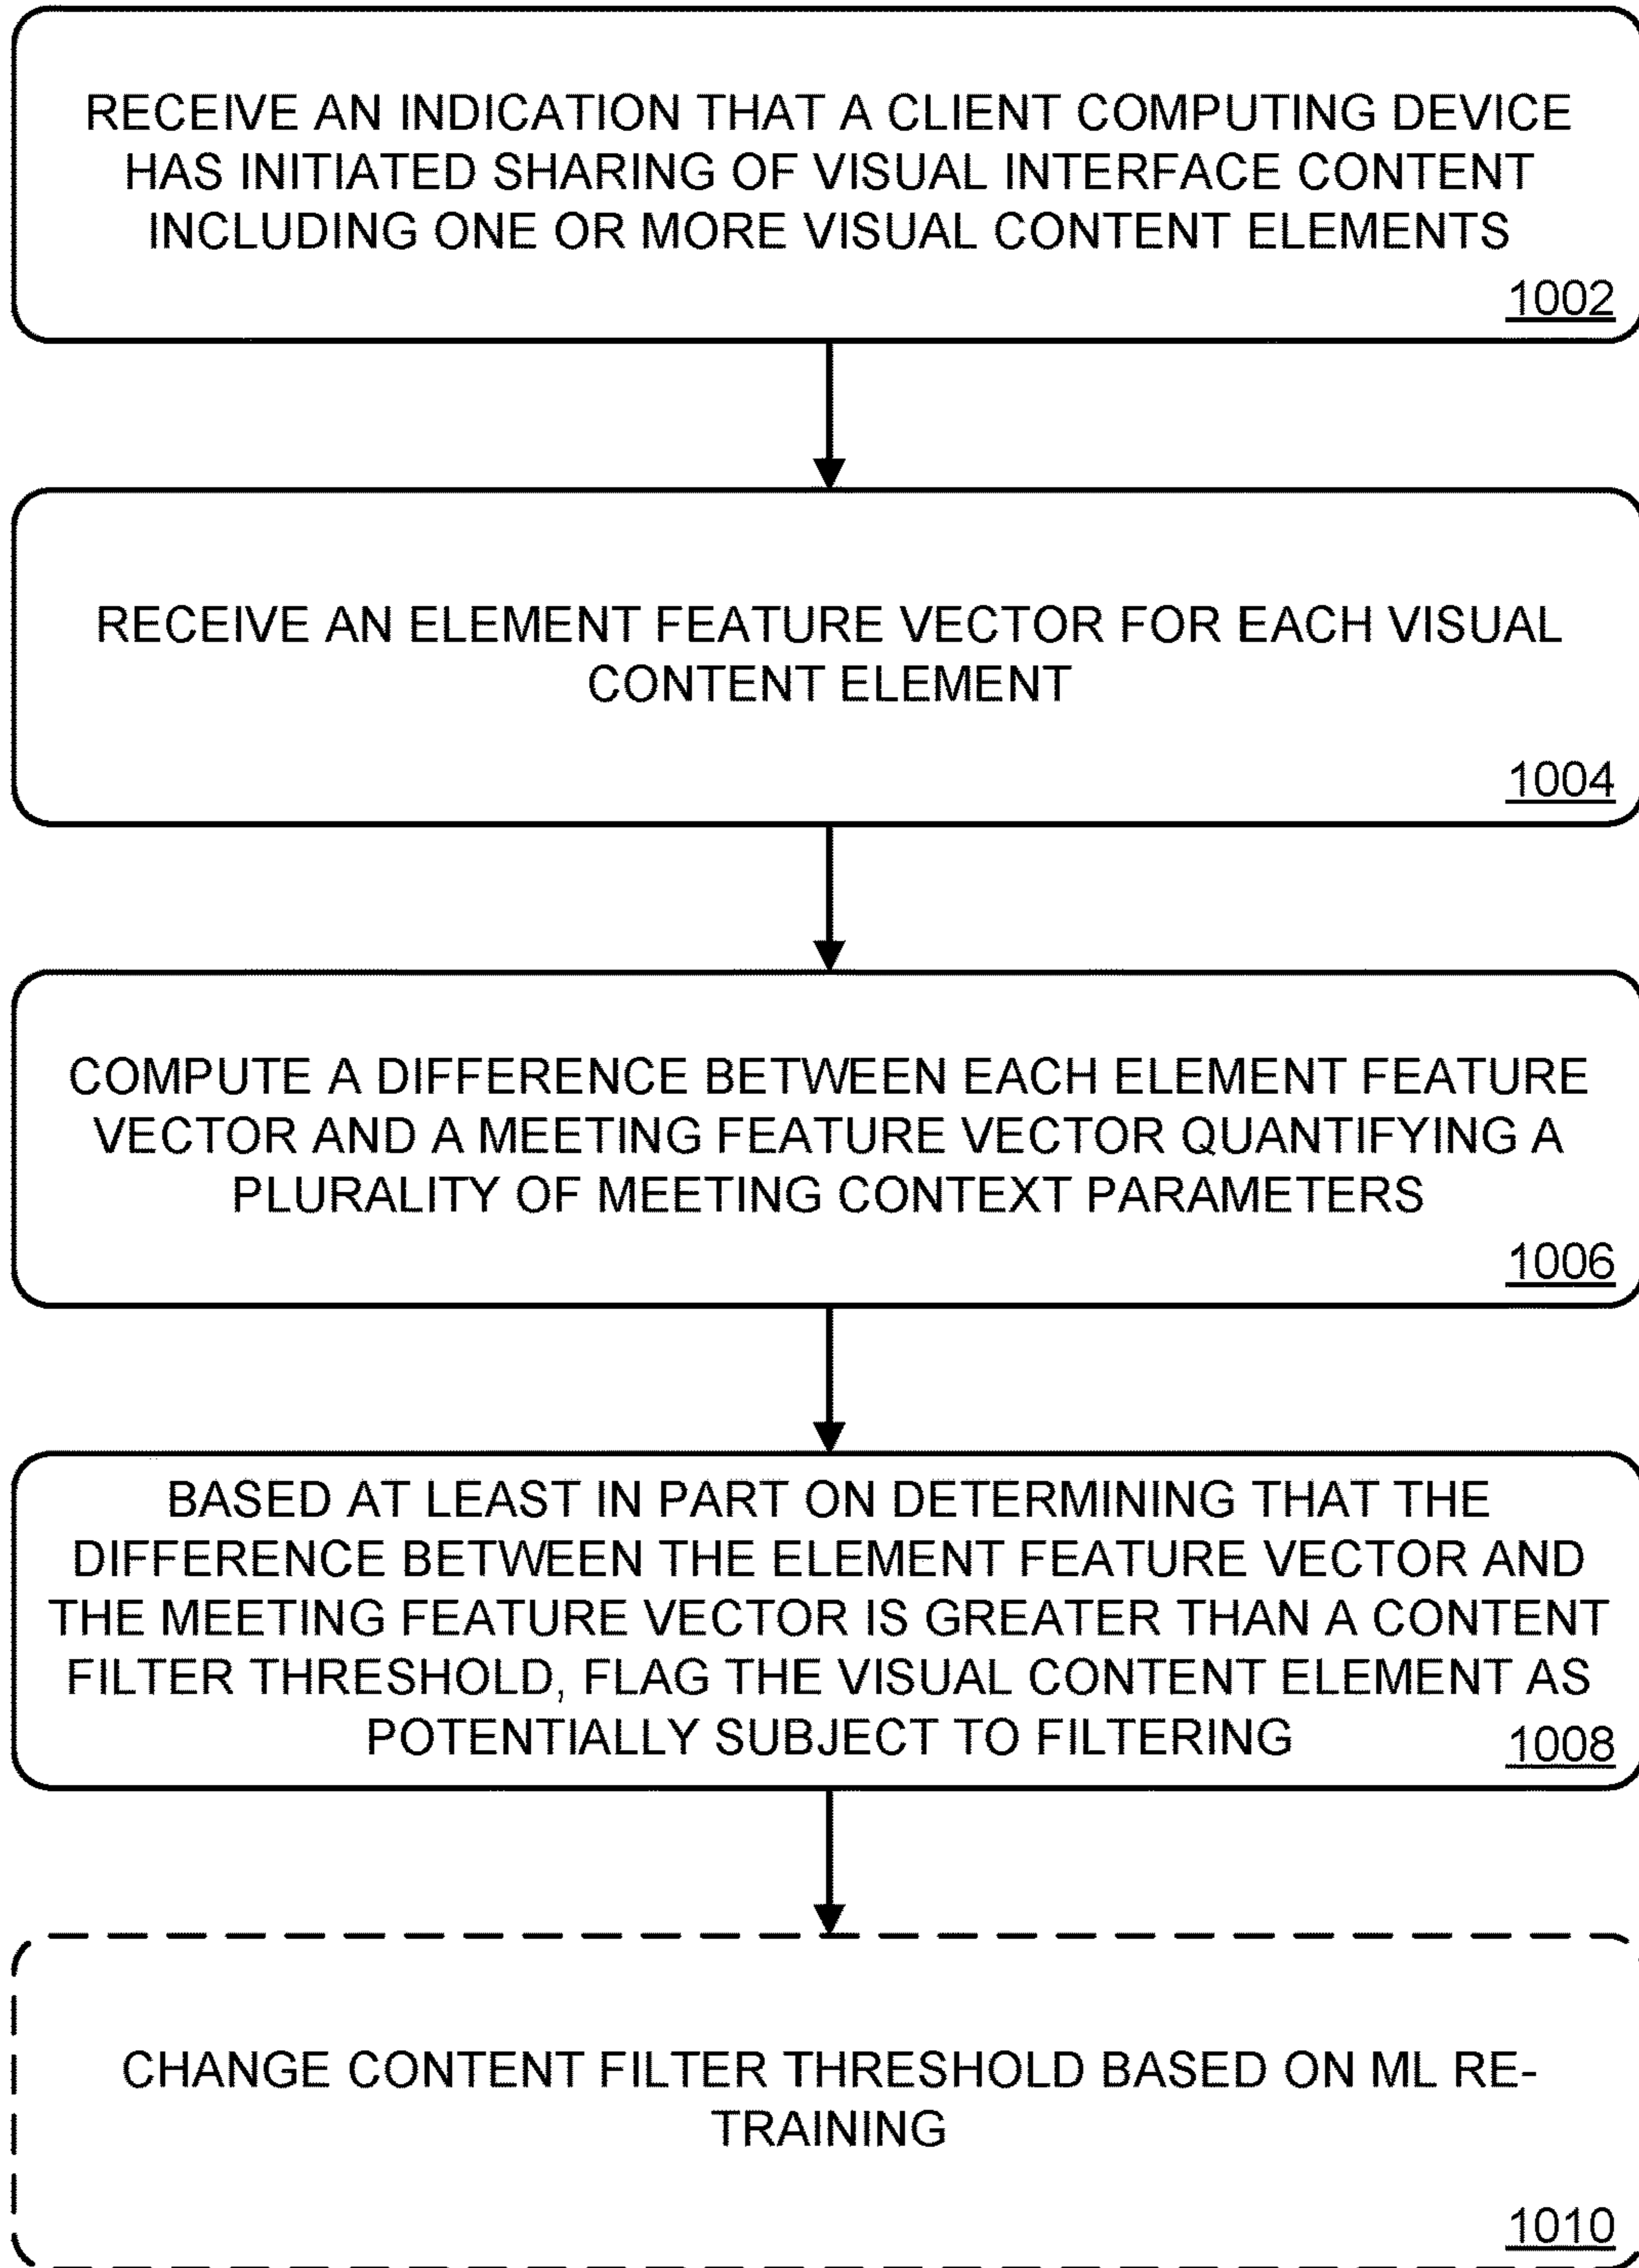 RECEIVE AN INDICATION THAT A CLIENT COMPUTING DEVICE
HAS INITIATED SHARING OF VISUAL INTERFACE CONTENT
INCLUDING ONE OR MORE VISUAL CONTENT ELEMENTS
1002
RECEIVE AN ELEMENT FEATURE VECTOR FOR EACH VISUAL
CONTENT ELEMENT
1004
COMPUTE A DIFFERENCE BETWEEN EACH ELEMENT FEATURE
VECTOR AND A MEETING FEATURE VECTOR QUANTIFYING A
PLURALITY OF MEETING CONTEXT PARAMETERS
1006
BASED AT LEAST IN PART ON DETERMINING THAT THE
DIFFERENCE BETWEEN THE ELEMENT FEATURE VECTOR AND
THE MEETING FEATURE VECTOR IS GREATER THAN A CONTENT
FILTER THRESHOLD, FLAG THE VISUAL CONTENT ELEMENT AS
POTENTIALLY SUBJECT TO FILTERING
1008
CHANGE CONTENT FILTER THRESHOLD BASED ON ML RE-
TRAINING
1010